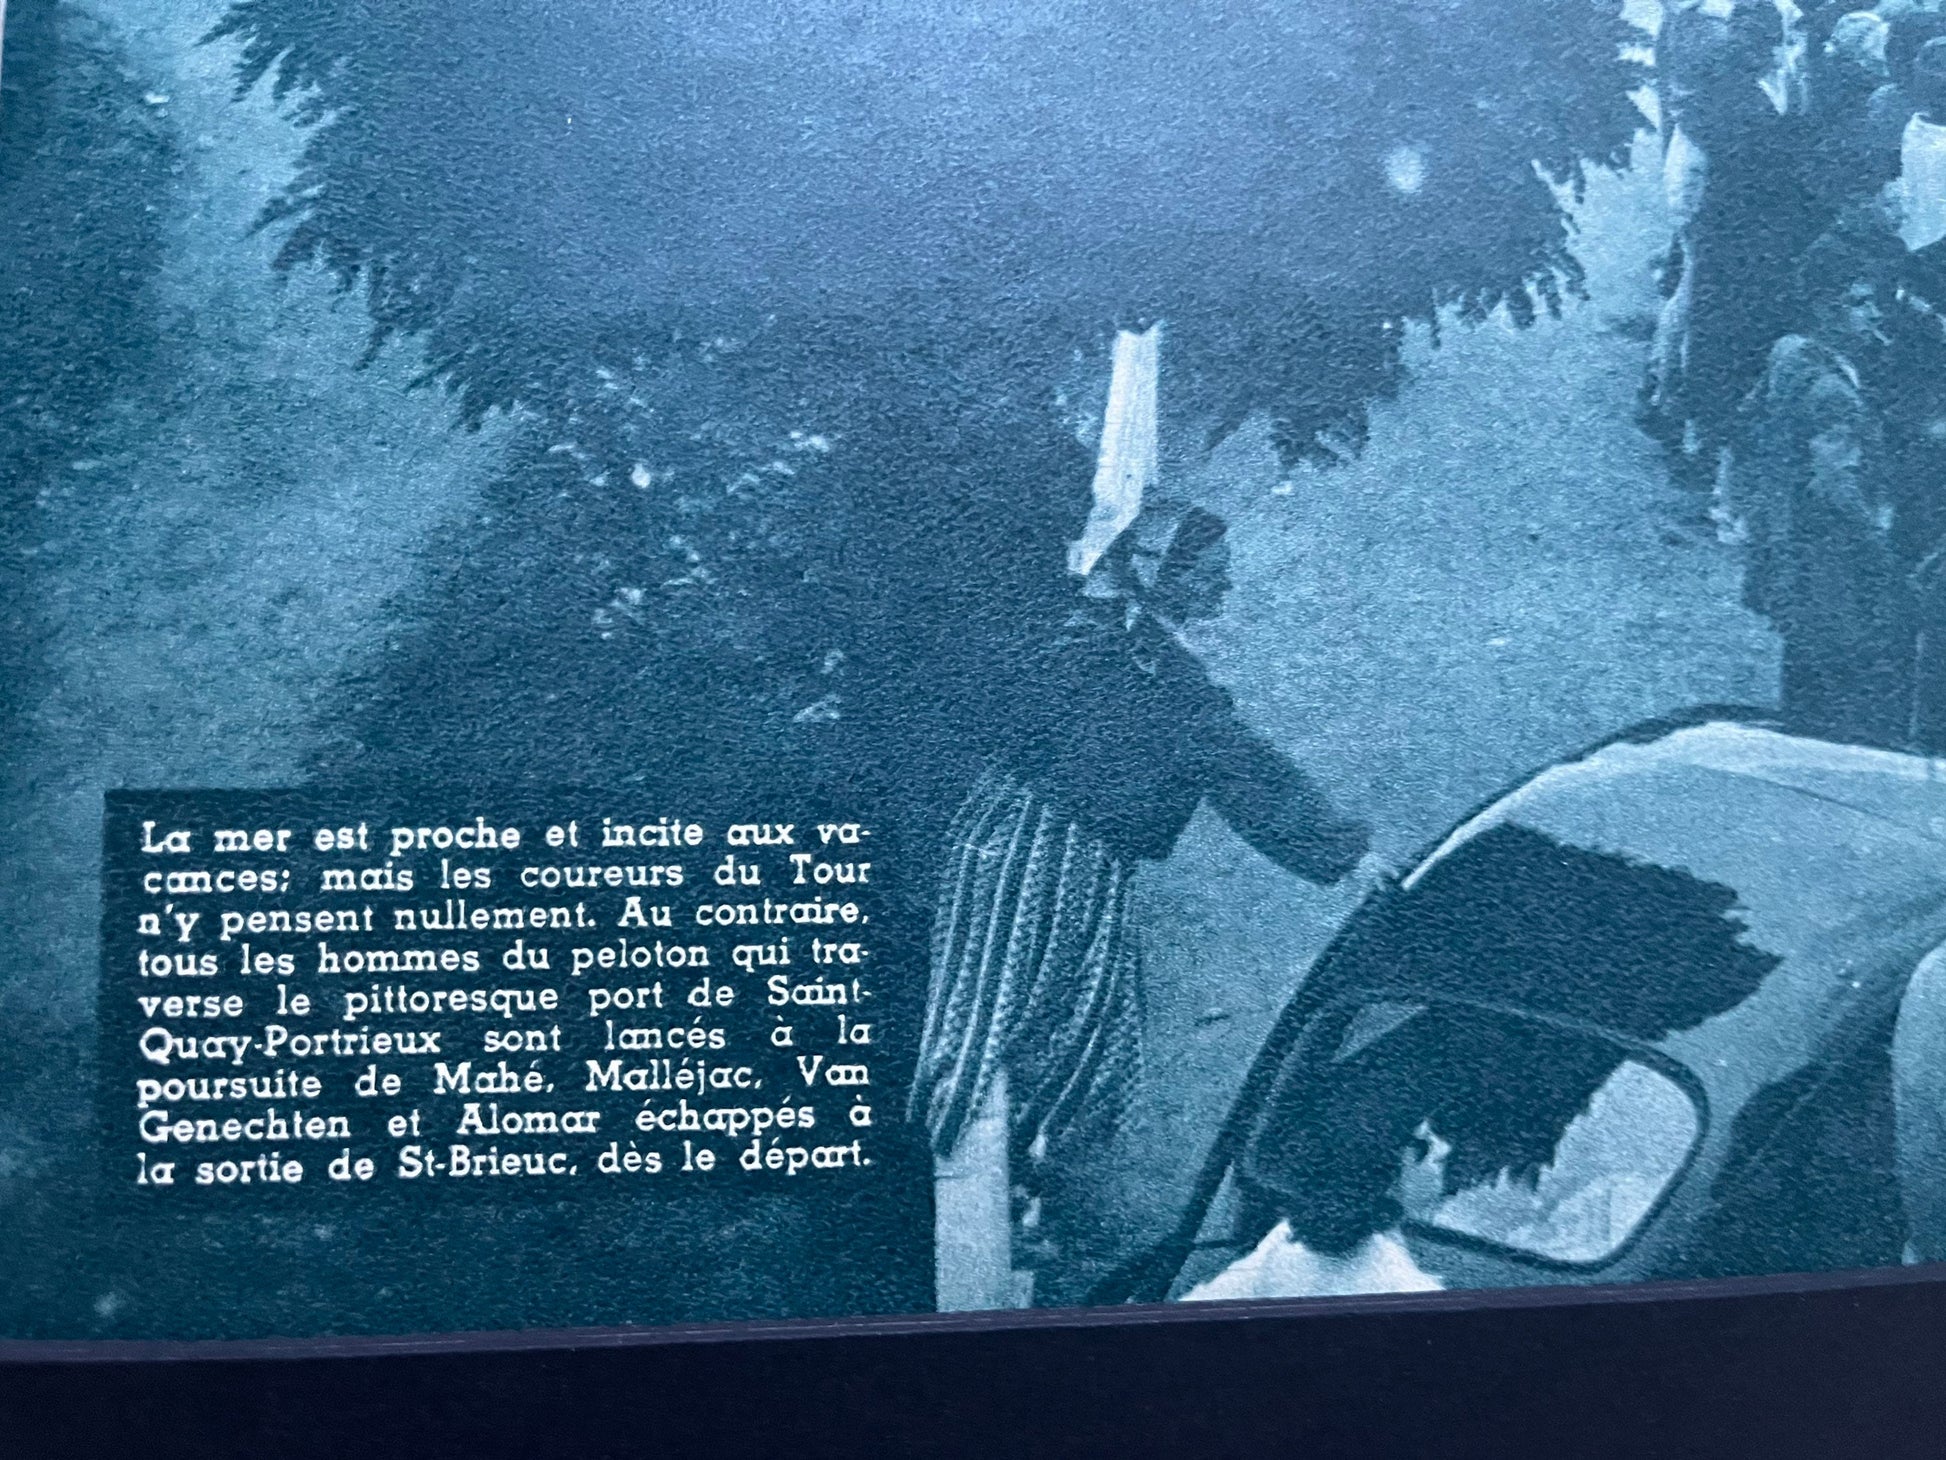 La mer est proche et incite aux va-
cances; mais les coureurs du Tour
n'y pensent nullement. Au contraire,
tous les hommes du peloton qui tra-
verse le pittoresque port de Saint-
Quay-Portrieux sont lancés à la
poursuite de Mahé, Malléjac, Van
Genechten et Alomar échappés à
la sortie de St-Brieuc, dès le départ.